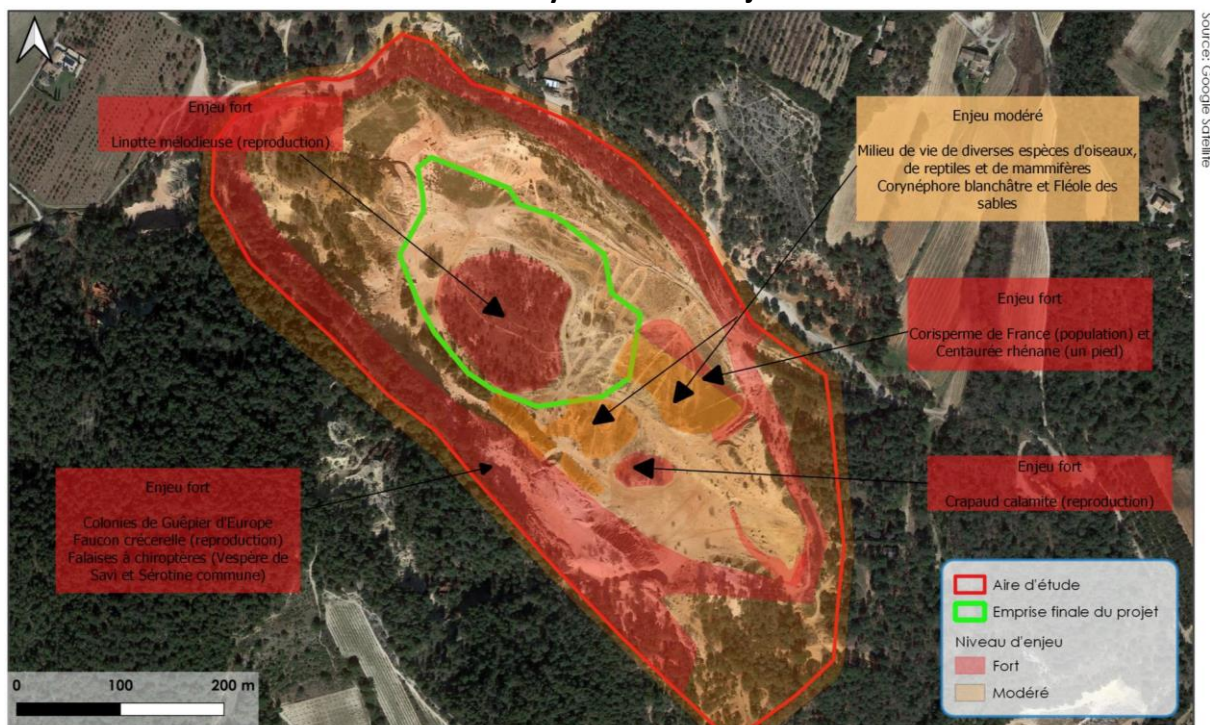 Source: Google Satellite
Enjeu fort
Linotte mélodieuse (reproduction)
Enjeu modéré
Milieu de vie de diverses espèces d'oiseaux,
de reptiles et de mammifères
Corynéphore blanchâtre et Fléole des
sables
Enjeu fort
Corisperme de France (population) et
Centaurée rhénane (un pied)
Enjeu fort
Crapaud calamite (reproduction)
Enjeu fort
Colonies de Guêpier d'Europe
Faucon crécerelle (reproduction)
Falaises à chiroptères (Vespère de
Savi et Sérotine commune)
Aire d'étude
Emprise finale du projet
Niveau d'enjeu
Fort
Modéré
0 100 200 m